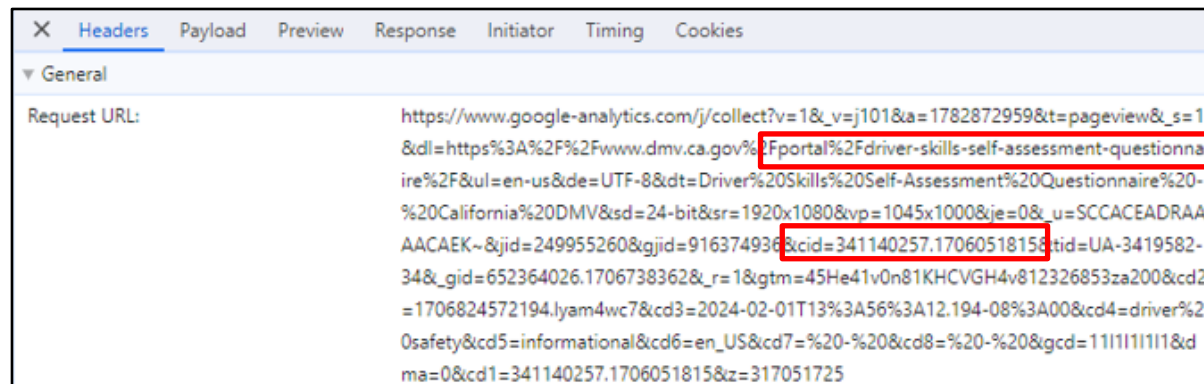 × Headers Payload Preview Response Initiator Timing Cookies
▼ General
Request URL: https://www.google-analytics.com/j/collect?v=1&_v=j101&a=1782872959&t=pageview&_s=1
&dl=https%3A%2F%2Fwww.dmv.ca.gov%2Fportal%2Fdriver-skills-self-assessment-questionna
ire%2F&ul=en-us&de=UTF-8&dt=Driver%20Skills%20Self-Assessment%20Questionnaire%20-
%20California%20DMV&sd=24-bit&sr=1920x1080&vp=1045x1000&je=0&_u=SCCACEADRAA
AACAEK~&jid=249955260&gjid=916374936&cid=341140257.1706051815&tid=UA-3419582-
34&_gid=652364026.1706738362&_r=1&gtm=45He41v0n81KHCVGH4v812326853za200&cd2
=1706824572194.lyam4wc7&cd3=2024-02-01T13%3A56%3A12.194-08%3A00&cd4=driver%2
0safety&cd5=informational&cd6=en_US&cd7=%20-%20&cd8=%20-%20&gcd=11l1l1l1l1&d
ma=0&cd1=341140257.1706051815&z=317051725